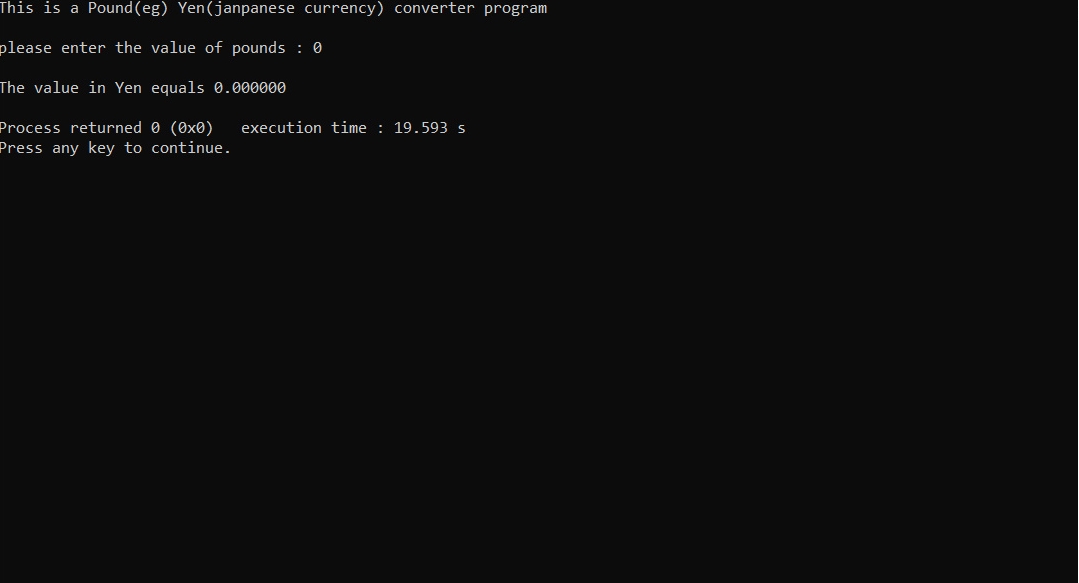 This is a Pound(eg) Yen(janpanese currency) converter program
please enter the value of pounds : 0
The value in Yen equals 0.000000
Process returned 0 (0x0)   execution time : 19.593 s
Press any key to continue.